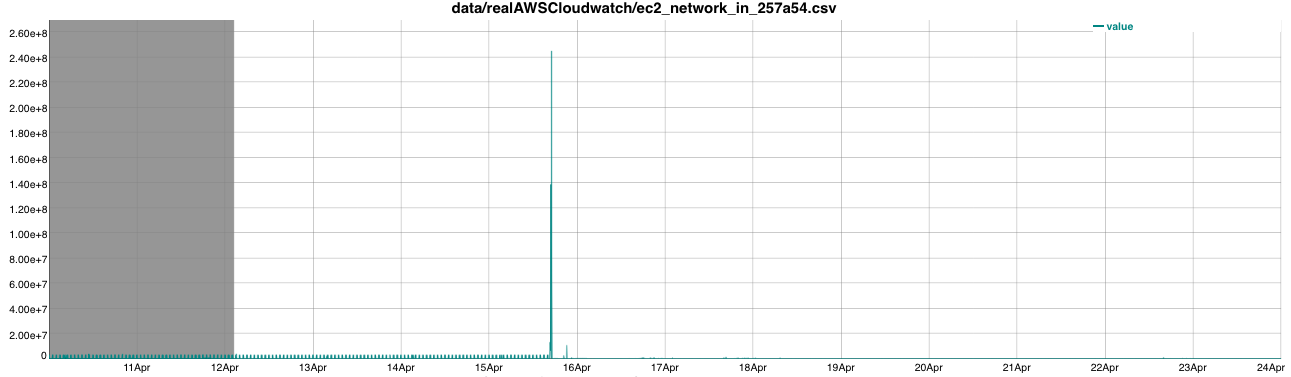 data/realAWSCloudwatch/ec2_network_in_257a54.csv
value
2.60e+8
2.40e+8
2.20e+8
2.00e+8
1.80e+8
1.60e+8
1.40e+8
1.20e+8
1.00e+8
8.00e+7
6.00e+7
4.00e+7
2.00e+7
0
11Apr 12Apr 13Apr 14Apr 15Apr 16Apr 17Apr 18Apr 19Apr 20Apr 21Apr 22Apr 23Apr 24Apr